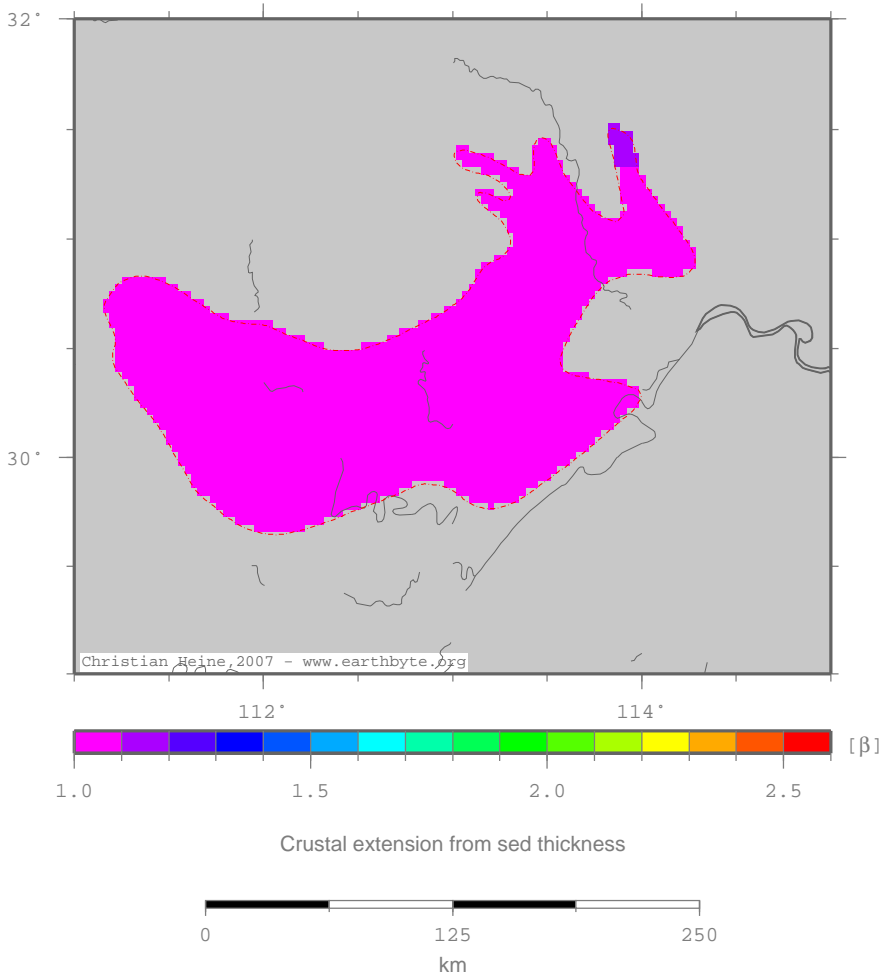 32°
30°
Christian Heine,2007 - www.earthbyte.org
112° 114°
[β]
1.0 1.5 2.0 2.5
Crustal extension from sed thickness
0 125 250
km